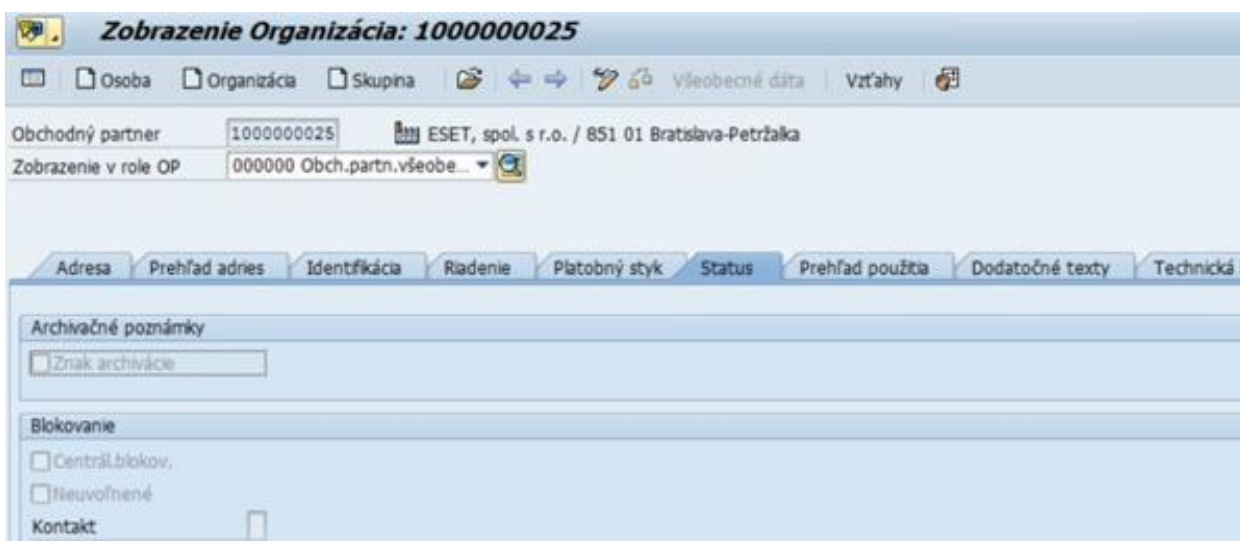 Zobrazenie Organizácia: 1000000025
Osoba Organizácia Skupina Všeobecné dáta Vzťahy
Obchodný partner 1000000025 ESET, spol. s r.o. / 851 01 Bratislava-Petržalka
Zobrazenie v role OP 000000 Obch.partn.všeobe...
Adresa Prehľad adries Identifikácia Riadenie Platobný styk Status Prehľad použitia Dodatočné texty Technická
Archivačné poznámky
Znak archivácie
Blokovanie
Centrál.blokov.
Neuvoľnené
Kontakt